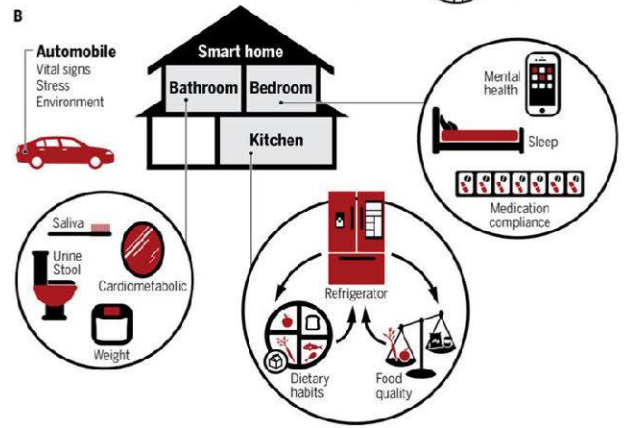 B
Automobile
Vital signs
Stress
Environment
Smart home
Bathroom
Bedroom
Kitchen
Mental
health
Sleep
Medication
compliance
Saliva
Urine
Stool
Cardiometabolic
Weight
Refrigerator
Dietary
habits
Food
quality